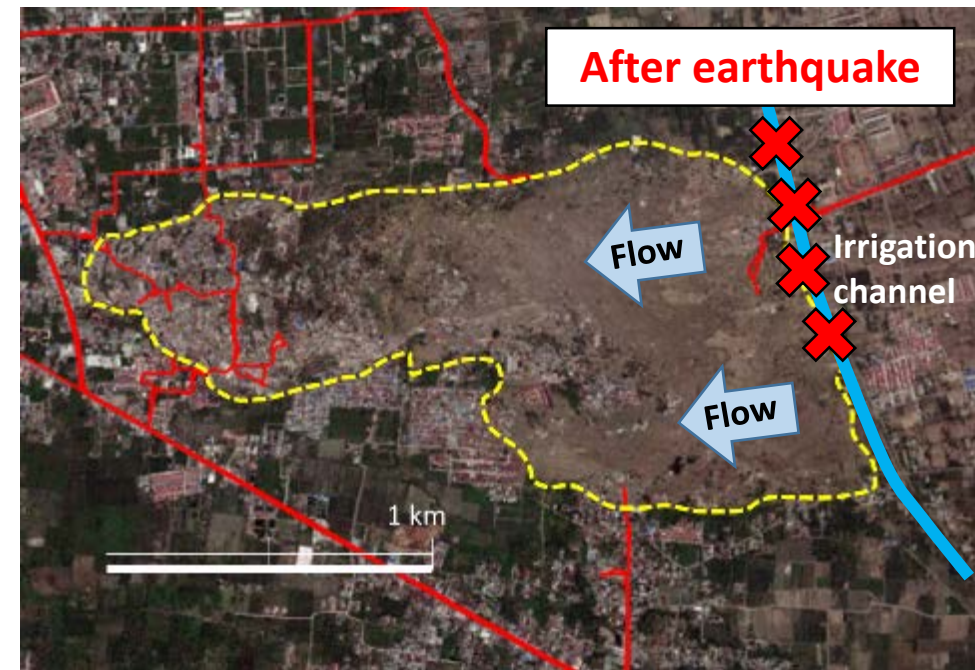 After earthquake
Flow
Irrigation
channel
Flow
1 km